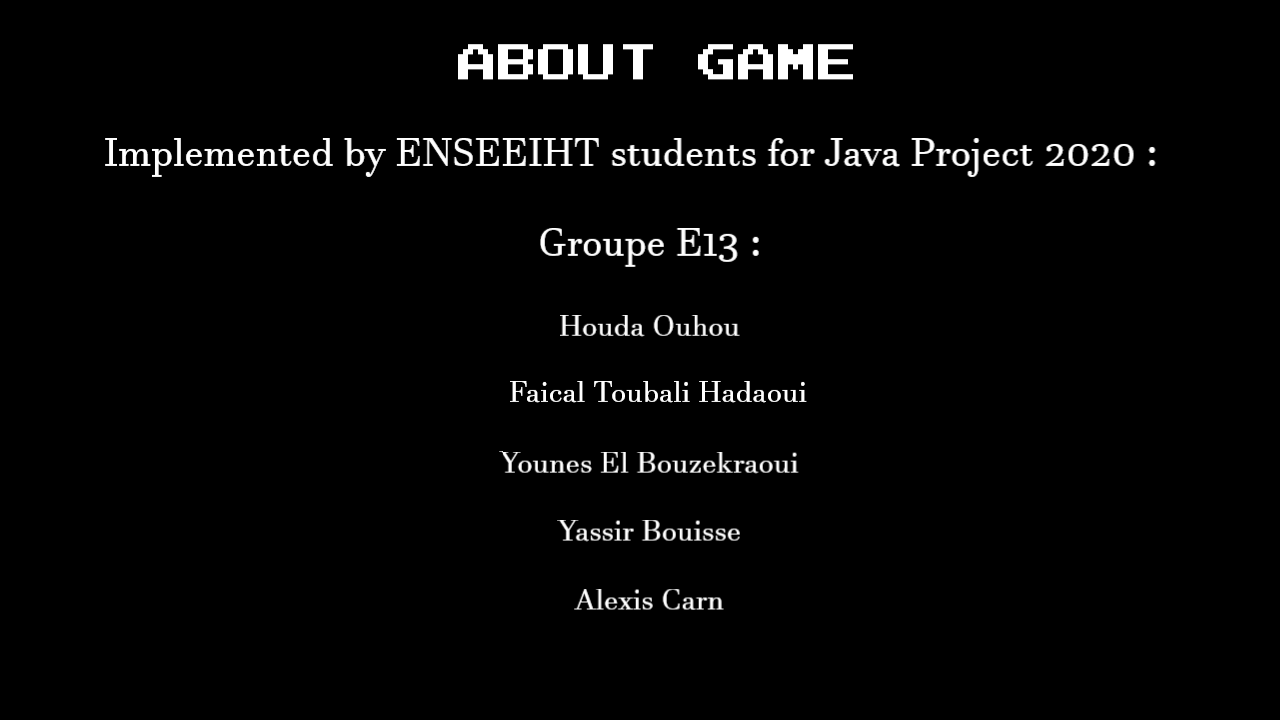 ABOUT GAME
Implemented by ENSEEIHT students for Java Project 2020 :
Groupe E13 :
Houda Ouhou
Faical Toubali Hadaoui
Younes El Bouzekraoui
Yassir Bouisse
Alexis Carn